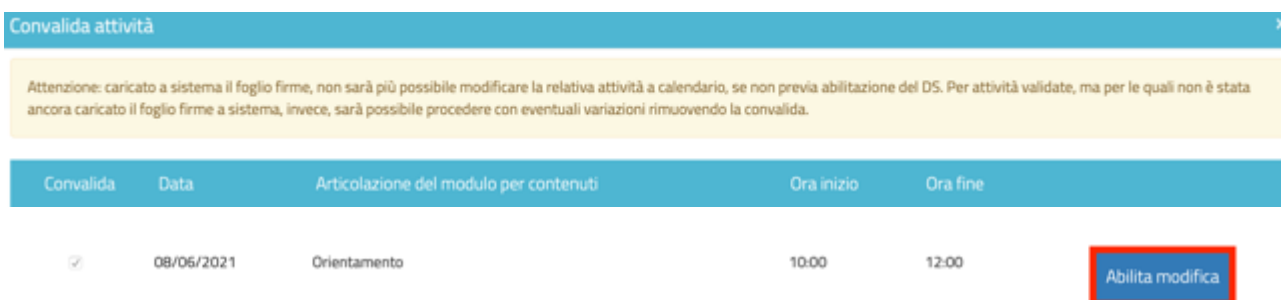 Convalida attività
Attenzione: caricato a sistema il foglio firme, non sarà più possibile modificare la relativa attività a calendario, se non previa abilitazione del DS. Per attività validate, ma per le quali non è stata
ancora caricato il foglio firme a sistema, invece, sarà possibile procedere con eventuali variazioni rimuovendo la convalida.
Convalida Data Articolazione del modulo per contenuti Ora inizio Ora fine
08/06/2021 Orientamento 10:00 12:00 Abilita modifica